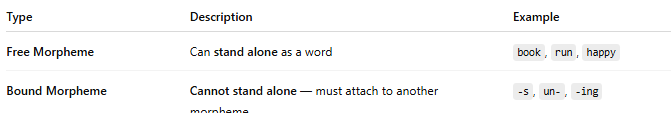 Type Description Example
Free Morpheme Can stand alone as a word book, run, happy
Bound Morpheme Cannot stand alone — must attach to another -s, un-, -ing
morpheme